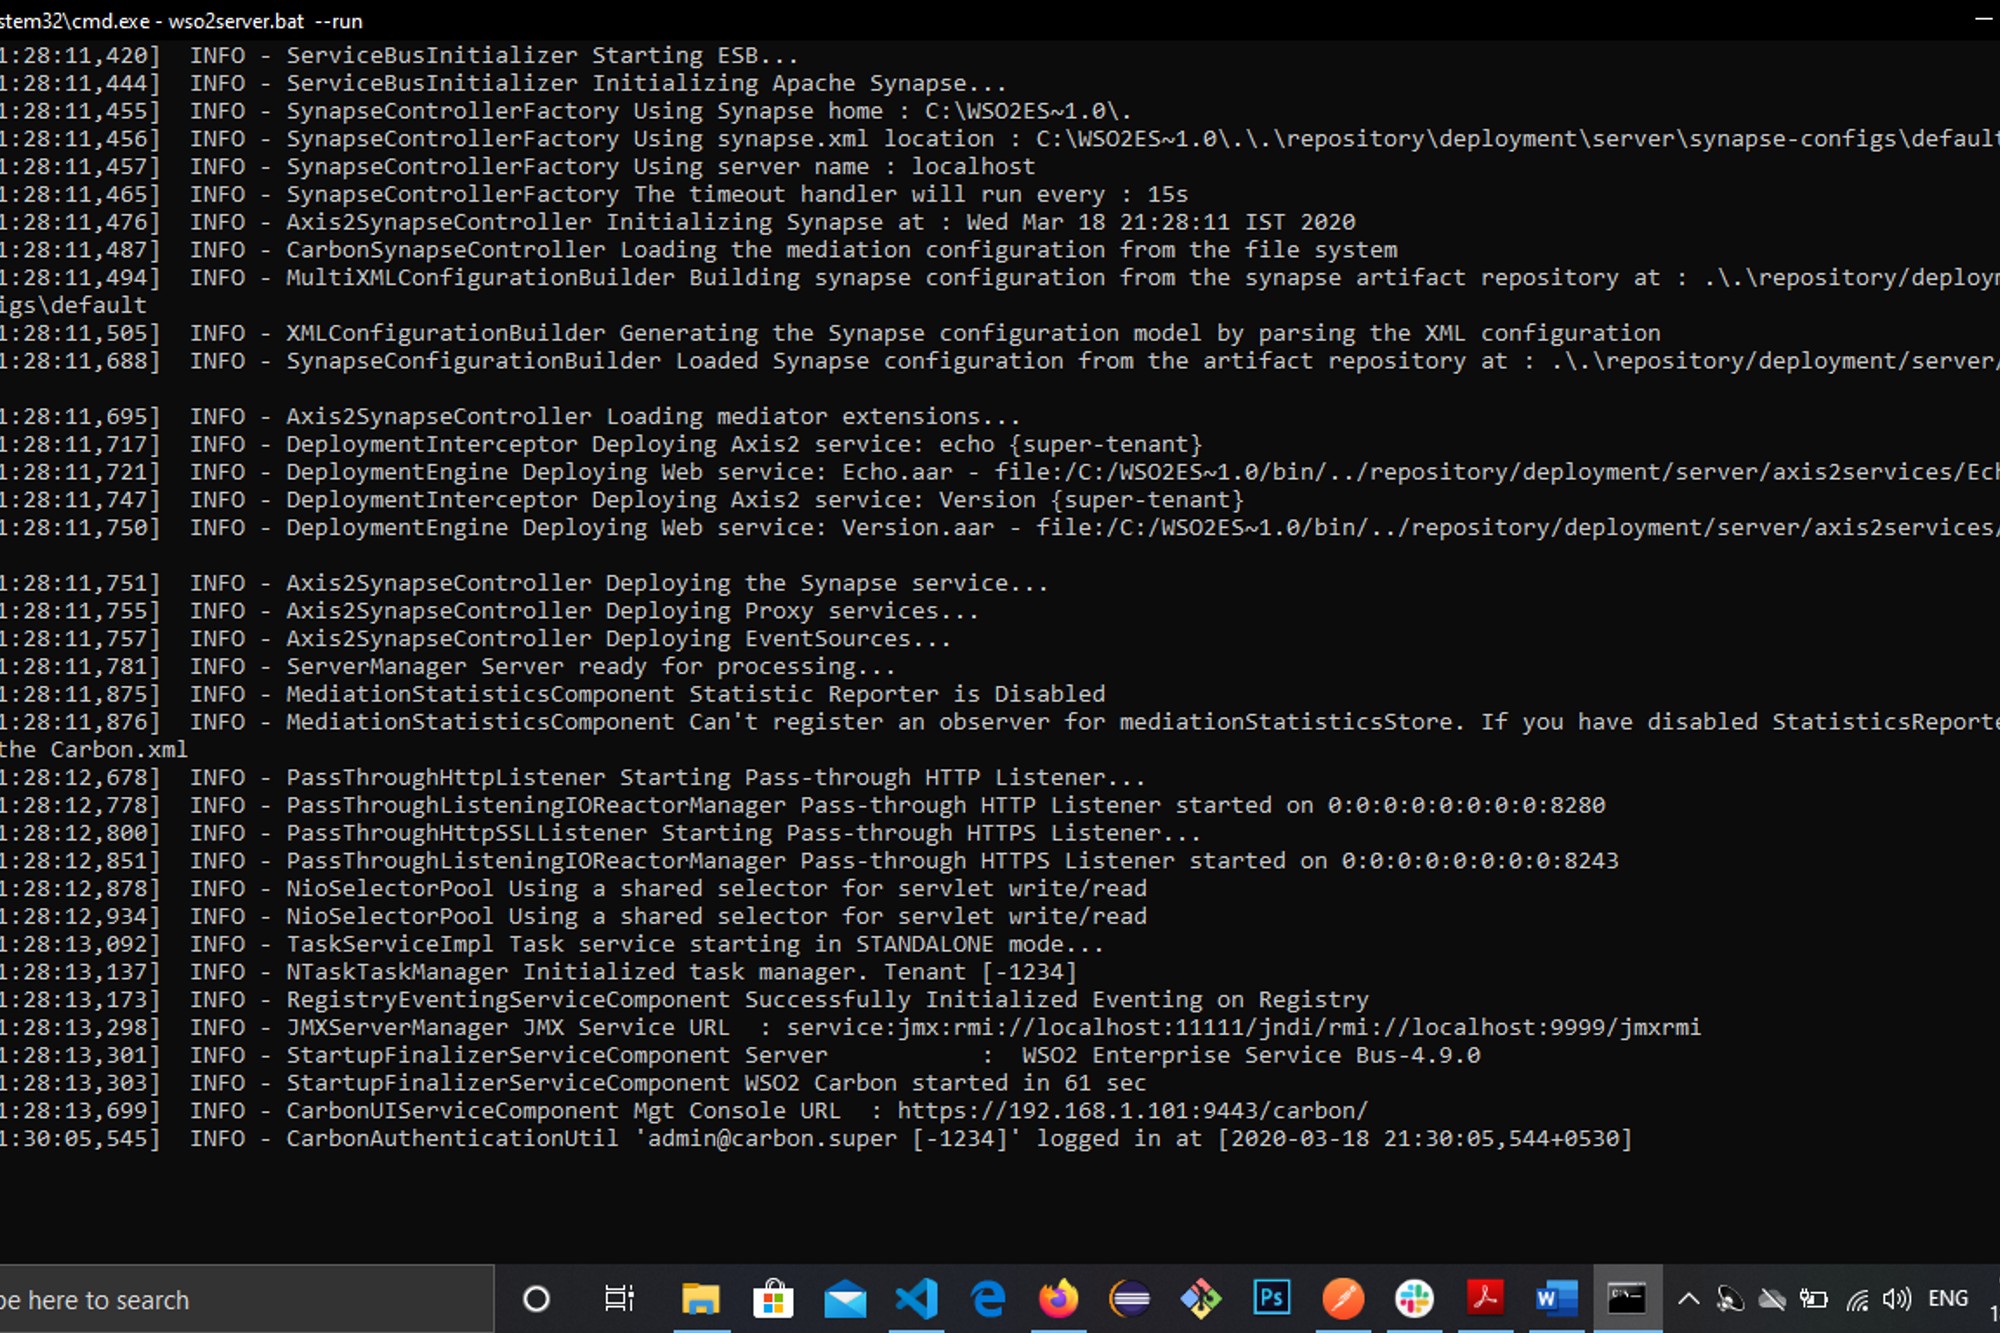 stem32\cmd.exe - wso2server.bat  --run
1:28:11,420]  INFO - ServiceBusInitializer Starting ESB...
1:28:11,444]  INFO - ServiceBusInitializer Initializing Apache Synapse...
1:28:11,455]  INFO - SynapseControllerFactory Using Synapse home : C:\WSO2ES~1.0\.
1:28:11,456]  INFO - SynapseControllerFactory Using synapse.xml location : C:\WSO2ES~1.0\.\.\repository\deployment\server\synapse-configs\default
1:28:11,457]  INFO - SynapseControllerFactory Using server name : localhost
1:28:11,465]  INFO - SynapseControllerFactory The timeout handler will run every : 15s
1:28:11,476]  INFO - Axis2SynapseController Initializing Synapse at : Wed Mar 18 21:28:11 IST 2020
1:28:11,487]  INFO - CarbonSynapseController Loading the mediation configuration from the file system
1:28:11,494]  INFO - MultiXMLConfigurationBuilder Building synapse configuration from the synapse artifact repository at : .\.\repository/deploym
igs\default
1:28:11,505]  INFO - XMLConfigurationBuilder Generating the Synapse configuration model by parsing the XML configuration
1:28:11,688]  INFO - SynapseConfigurationBuilder Loaded Synapse configuration from the artifact repository at : .\.\repository/deployment/server/
1:28:11,695]  INFO - Axis2SynapseController Loading mediator extensions...
1:28:11,717]  INFO - DeploymentInterceptor Deploying Axis2 service: echo {super-tenant}
1:28:11,721]  INFO - DeploymentEngine Deploying Web service: Echo.aar - file:/C:/WSO2ES~1.0/bin/../repository/deployment/server/axis2services/Ech
1:28:11,747]  INFO - DeploymentInterceptor Deploying Axis2 service: Version {super-tenant}
1:28:11,750]  INFO - DeploymentEngine Deploying Web service: Version.aar - file:/C:/WSO2ES~1.0/bin/../repository/deployment/server/axis2services/
1:28:11,751]  INFO - Axis2SynapseController Deploying the Synapse service...
1:28:11,755]  INFO - Axis2SynapseController Deploying Proxy services...
1:28:11,757]  INFO - Axis2SynapseController Deploying EventSources...
1:28:11,781]  INFO - ServerManager Server ready for processing...
1:28:11,875]  INFO - MediationStatisticsComponent Statistic Reporter is Disabled
1:28:11,876]  INFO - MediationStatisticsComponent Can't register an observer for mediationStatisticsStore. If you have disabled StatisticsReporte
the Carbon.xml
1:28:12,678]  INFO - PassThroughHttpListener Starting Pass-through HTTP Listener...
1:28:12,778]  INFO - PassThroughListeningIOReactorManager Pass-through HTTP Listener started on 0:0:0:0:0:0:0:0:8280
1:28:12,800]  INFO - PassThroughHttpSSLListener Starting Pass-through HTTPS Listener...
1:28:12,851]  INFO - PassThroughListeningIOReactorManager Pass-through HTTPS Listener started on 0:0:0:0:0:0:0:0:8243
1:28:12,878]  INFO - NioSelectorPool Using a shared selector for servlet write/read
1:28:12,934]  INFO - NioSelectorPool Using a shared selector for servlet write/read
1:28:13,092]  INFO - TaskServiceImpl Task service starting in STANDALONE mode...
1:28:13,137]  INFO - NTaskTaskManager Initialized task manager. Tenant [-1234]
1:28:13,173]  INFO - RegistryEventingServiceComponent Successfully Initialized Eventing on Registry
1:28:13,298]  INFO - JMXServerManager JMX Service URL  : service:jmx:rmi://localhost:11111/jndi/rmi://localhost:9999/jmxrmi
1:28:13,301]  INFO - StartupFinalizerServiceComponent Server           :  WSO2 Enterprise Service Bus-4.9.0
1:28:13,303]  INFO - StartupFinalizerServiceComponent WSO2 Carbon started in 61 sec
1:28:13,699]  INFO - CarbonUIServiceComponent Mgt Console URL  : https://192.168.1.101:9443/carbon/
1:30:05,545]  INFO - CarbonAuthenticationUtil 'admin@carbon.super [-1234]' logged in at [2020-03-18 21:30:05,544+0530]
pe here to search
Ps
W
ENG